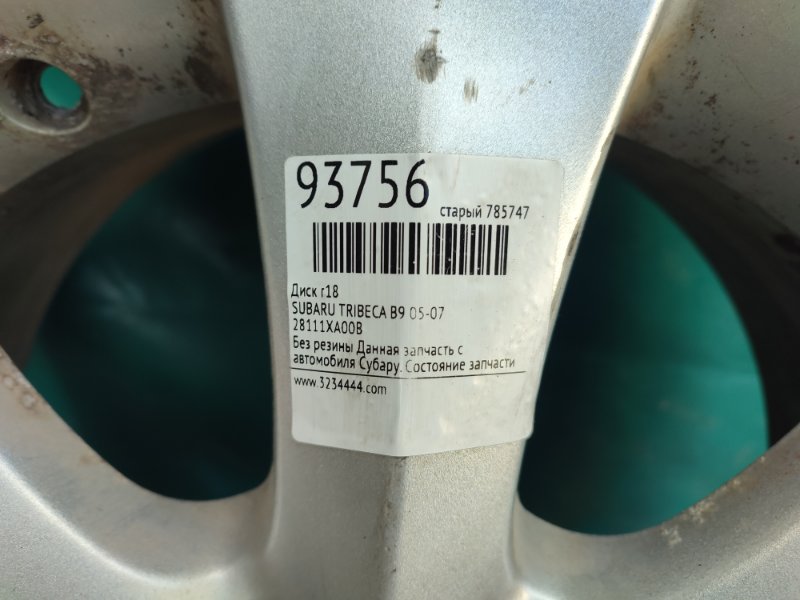 93756
старый 785747
Диск r18
SUBARU TRIBECA B9 05-07
28111XA00B
Без резины Данная запчасть с
автомобиля Субару. Состояние запчасти
www.3234444.com